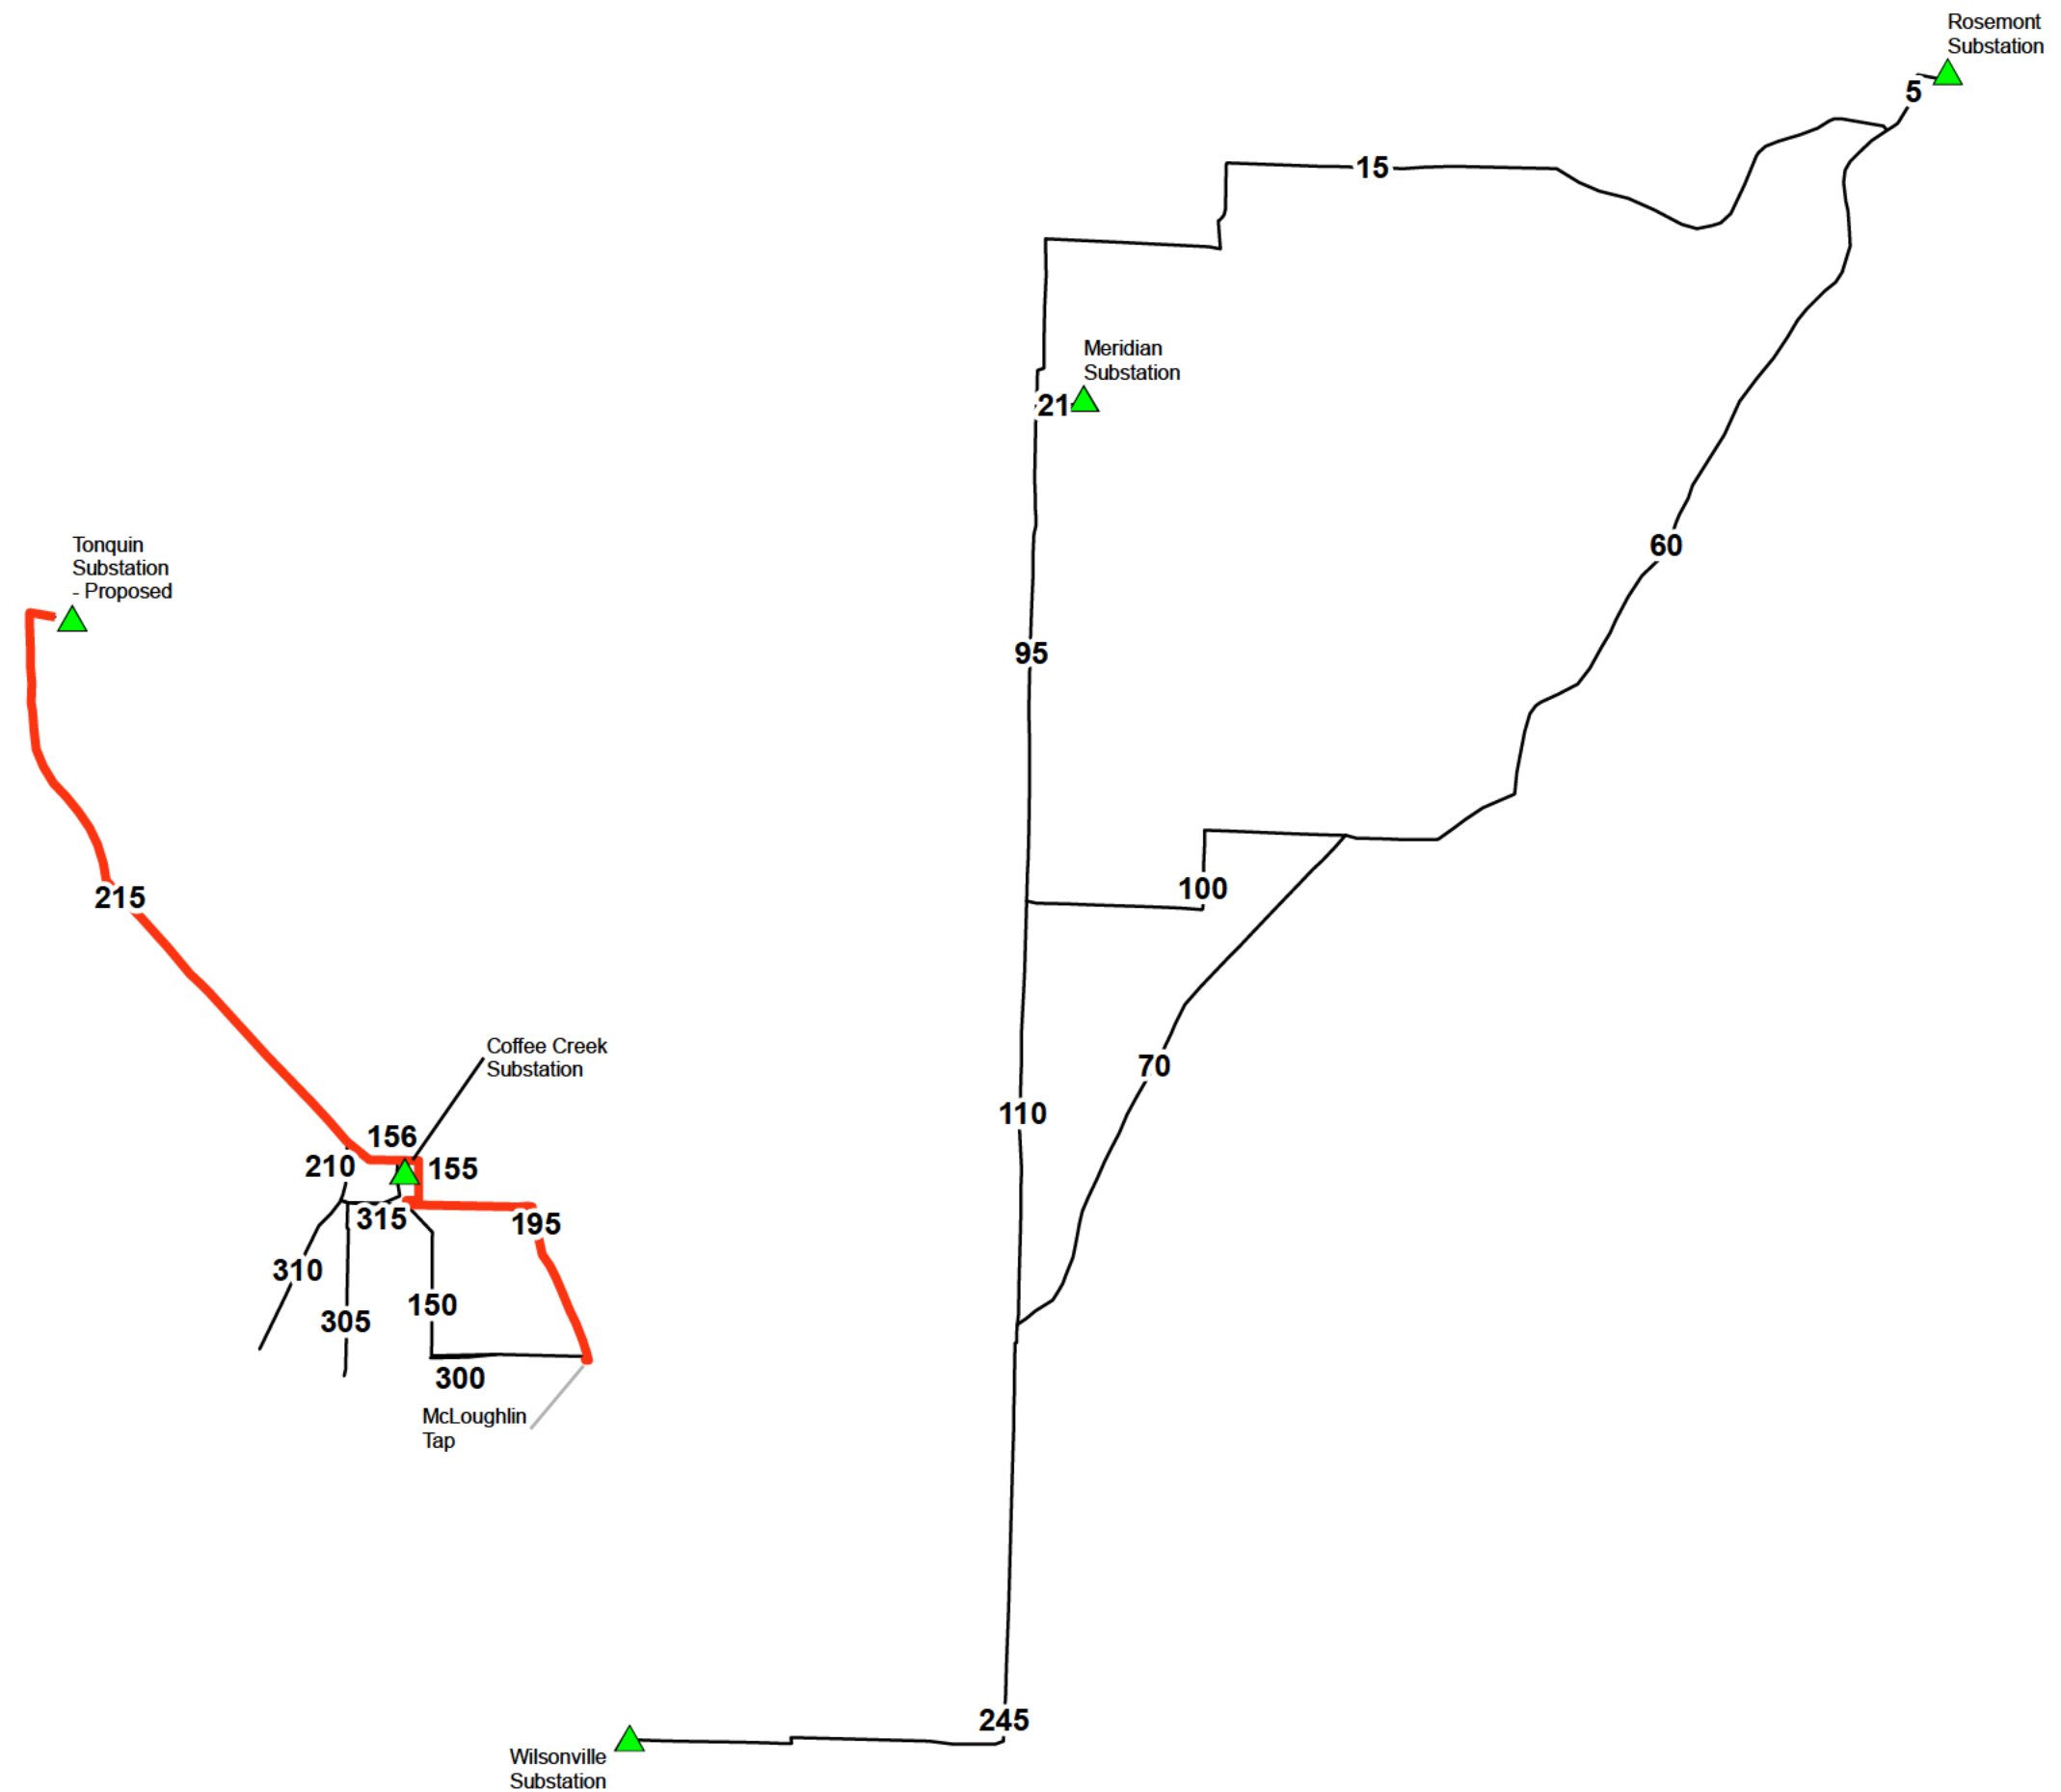 Rosemont
Substation
5
15
Meridian
Substation
21
Tonquin
Substation
- Proposed
60
95
100
215
Coffee Creek
Substation
70
110
156
210
155
315
195
310
150
305
300
McLoughlin
Tap
245
Wilsonville
Substation